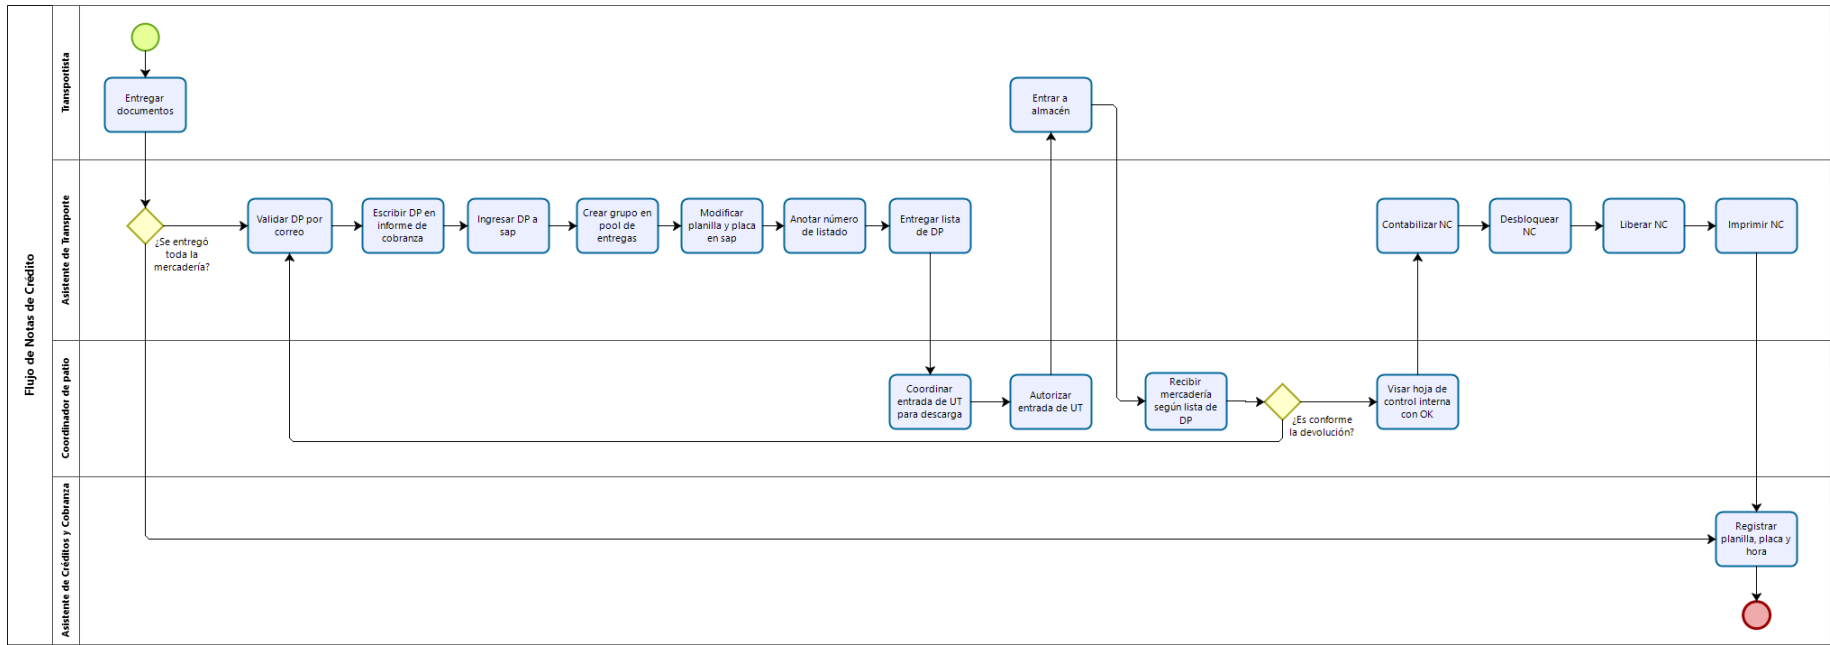 Flujo de Notas de Crédito
Transportista
Entregar
documentos
Entrar a
almacén
Asistente de Transporte
¿Se entregó
toda la
mercadería?
Validar DP por
correo
Escribir DP en
informe de
cobranza
Ingresar DP a
sap
Crear grupo en
pool de
entregas
Modificar
planilla y placa
en sap
Anotar número
de listado
Entregar lista
de DP
Contabilizar NC
Desbloquear
NC
Liberar NC
Imprimir NC
Coordinador de patio
Coordinar
entrada de UT
para descarga
Autorizar
entrada de UT
Recibir
mercadería
según lista de
DP
¿Es conforme
la devolución?
Visar hoja de
control interna
con OK
Asistente de Créditos y Cobranza
Registrar
planilla, placa y
hora